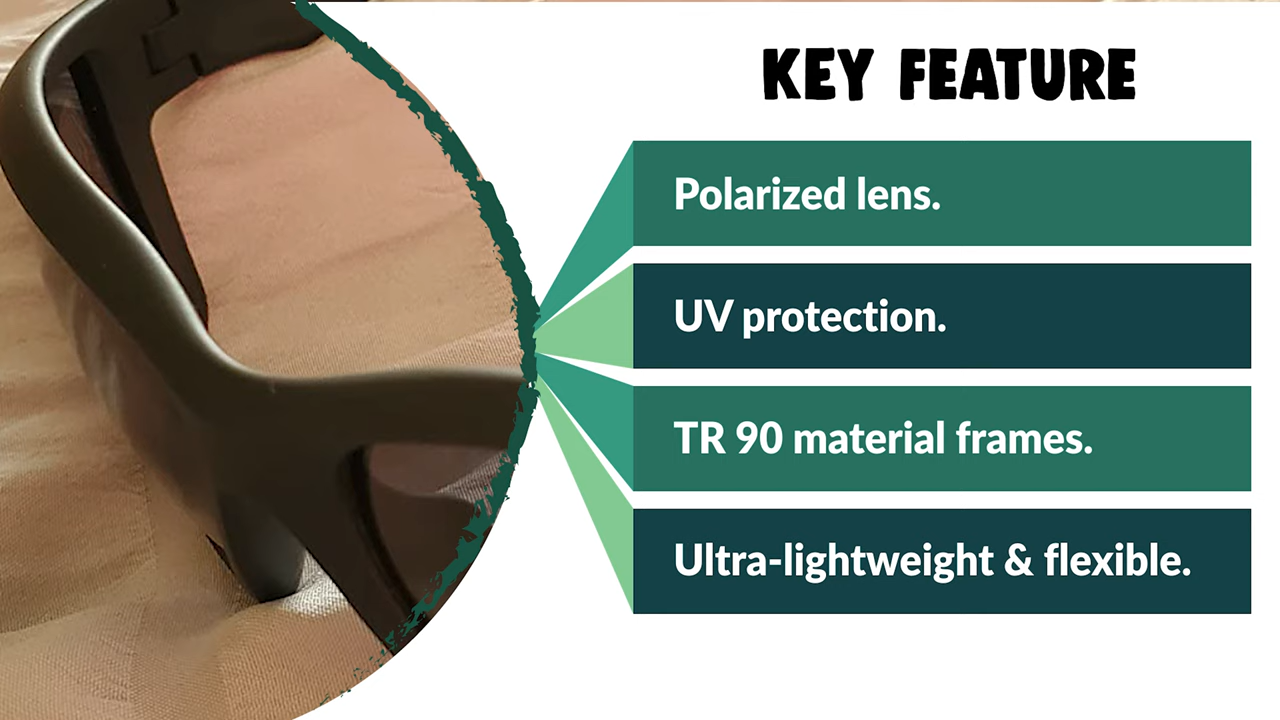 KEY FEATURE
Polarized lens.
UV protection.
TR 90 material frames.
Ultra-lightweight & flexible.